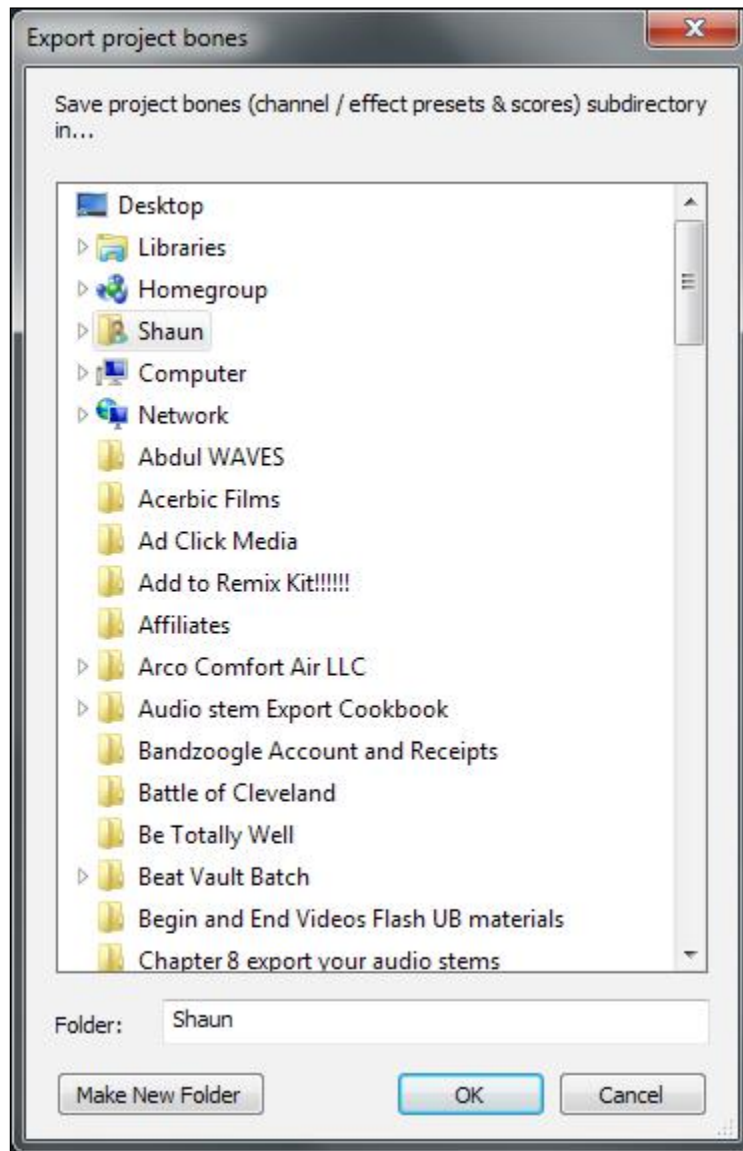 Export project bones
Save project bones (channel / effect presets & scores) subdirectory
in...
Desktop
Libraries
Homegroup
Shaun
Computer
Network
Abdul WAVES
Acerbic Films
Ad Click Media
Add to Remix Kit!!!!!!
Affiliates
Arco Comfort Air LLC
Audio stem Export Cookbook
Bandzoogle Account and Receipts
Battle of Cleveland
Be Totally Well
Beat Vault Batch
Begin and End Videos Flash UB materials
Chapter 8 export your audio stems
Folder: Shaun
Make New Folder OK Cancel